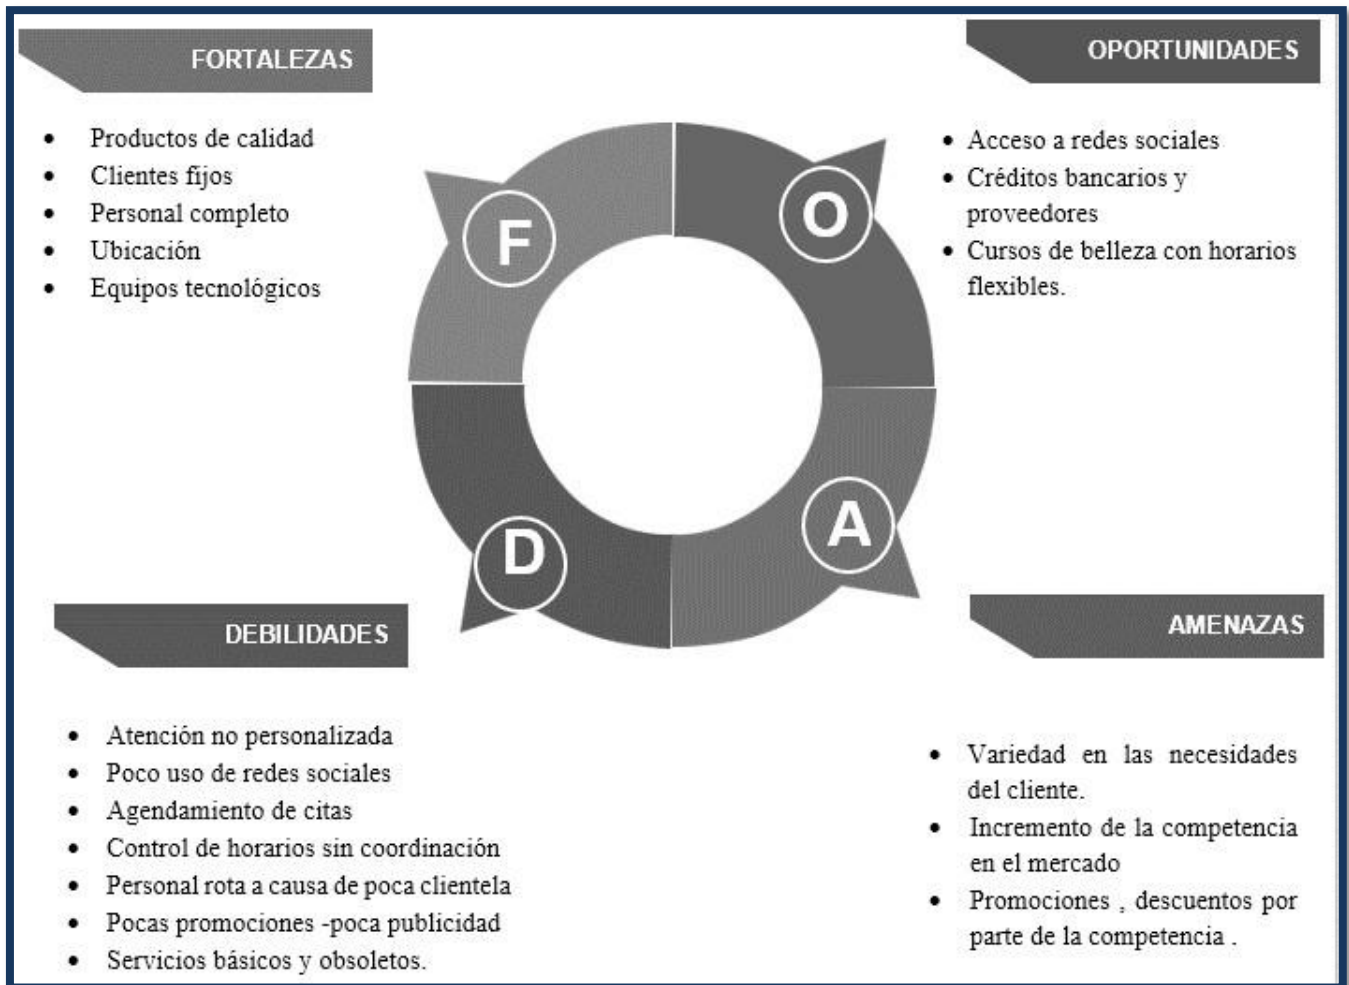 FORTALEZAS
• Productos de calidad
• Clientes fijos
• Personal completo
• Ubicación
• Equipos tecnológicos
OPORTUNIDADES
• Acceso a redes sociales
• Créditos bancarios y
proveedores
• Cursos de belleza con horarios
flexibles.
F
O
D
A
DEBILIDADES
• Atención no personalizada
• Poco uso de redes sociales
• Agendamiento de citas
• Control de horarios sin coordinación
• Personal rota a causa de poca clientela
• Pocas promociones -poca publicidad
• Servicios básicos y obsoletos.
AMENAZAS
• Variedad en las necesidades
del cliente.
• Incremento de la competencia
en el mercado
• Promociones , descuentos por
parte de la competencia .